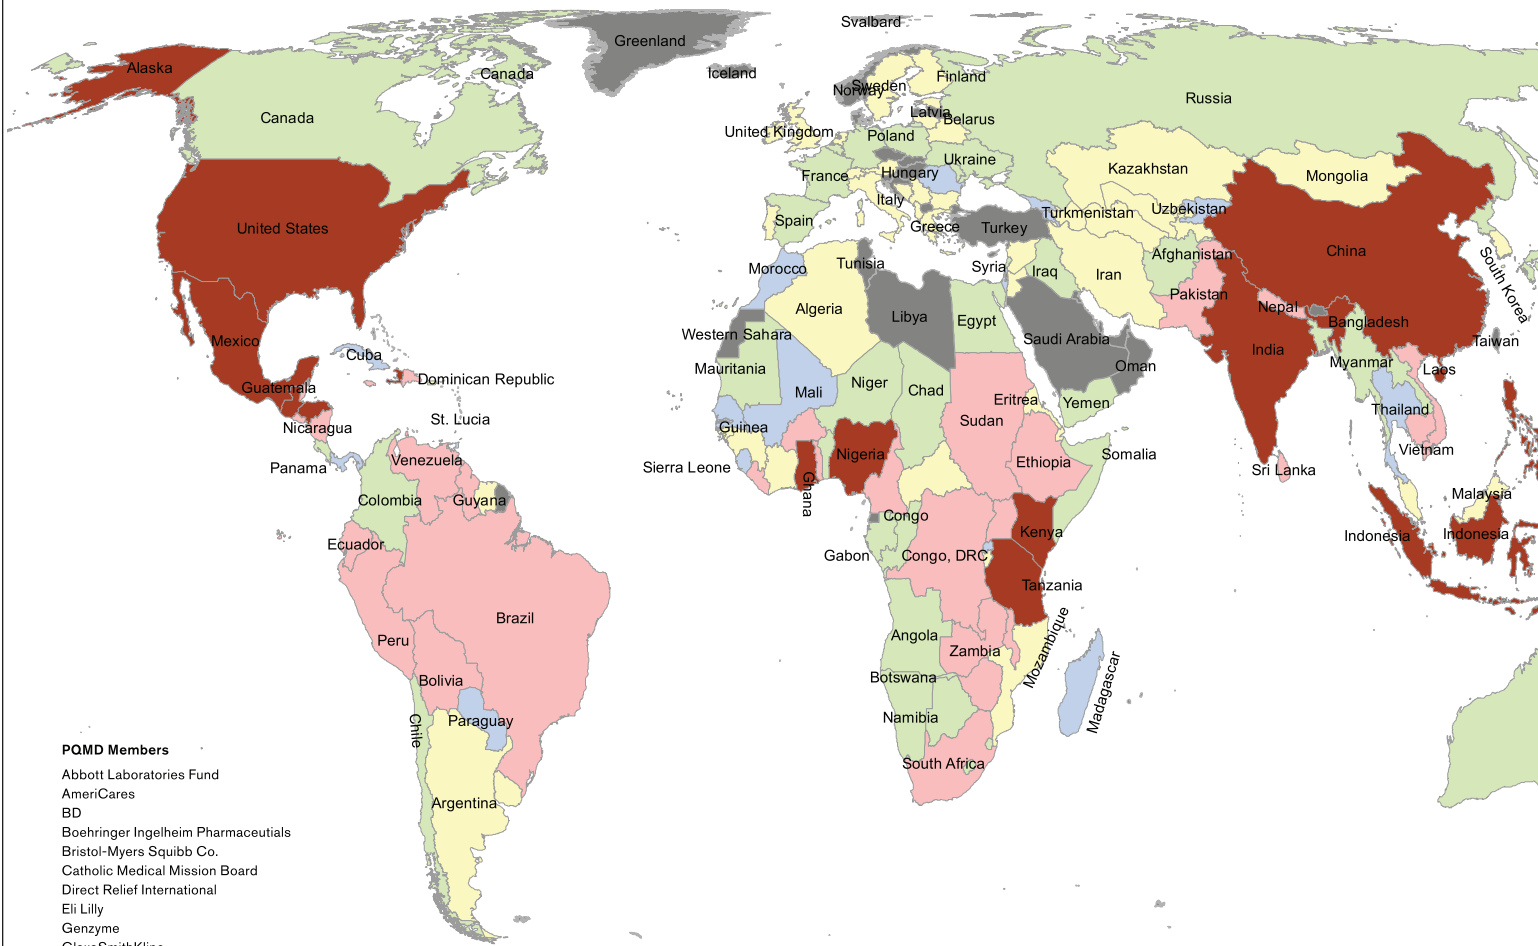 Svalbard
Greenland
Iceland
Alaska
Canada
Canada
Norway
Sweden
Finland
Russia
Latvia
Belarus
United Kingdom
Poland
Ukraine
France
Hungary
Kazakhstan
Mongolia
Italy
Turkmenistan
Uzbekistan
Spain
Greece
Turkey
United States
China
South Korea
Afghanistan
Morocco
Tunisia
Syria
Iraq
Iran
Pakistan
Nepal
Algeria
Libya
Egypt
Bangladesh
Western Sahara
Saudi Arabia
Taiwan
Mexico
India
Cuba
Mauritania
Oman
Myanmar
Laos
Guatemala
Dominican Republic
Mali
Niger
Chad
Eritrea
Yemen
Thailand
St. Lucia
Nicaragua
Guinea
Sudan
Nigeria
Somalia
Vietnam
Panama
Venezuela
Sierra Leone
Ethiopia
Sri Lanka
Colombia
Guyana
Ghana
Malaysia
Congo
Kenya
Indonesia
Indonesia
Ecuador
Gabon
Congo, DRC
Tanzania
Brazil
Angola
Peru
Zambia
Mozambique
Bolivia
Botswana
Madagascar
Paraguay
Namibia
Chile
South Africa
Argentina
PQMD Members
Abbott Laboratories Fund
AmeriCares
BD
Boehringer Ingelheim Pharmaceutials
Bristol-Myers Squibb Co.
Catholic Medical Mission Board
Direct Relief International
Eli Lilly
Genzyme